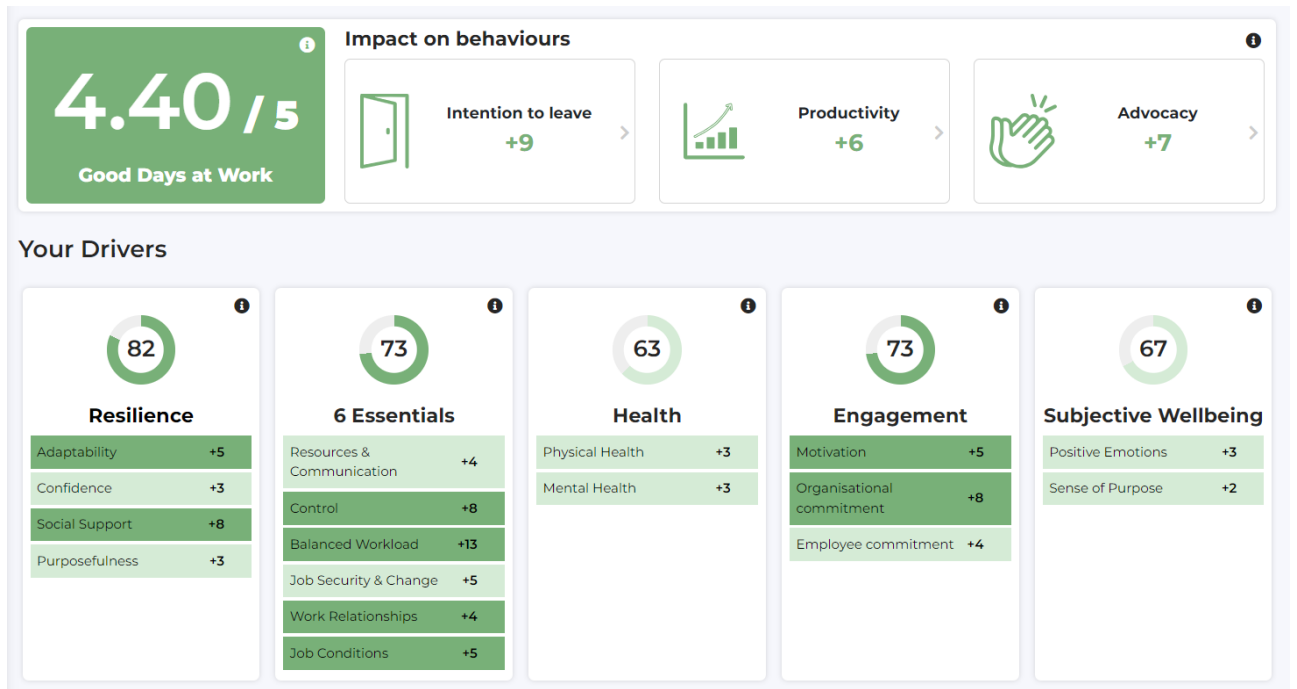 4.40 / 5
Good Days at Work
Impact on behaviours
Intention to leave
+9
Productivity
+6
Advocacy
+7
Your Drivers
82
Resilience
Adaptability +5
Confidence +3
Social Support +8
Purposefulness +3
73
6 Essentials
Resources &
Communication +4
Control +8
Balanced Workload +13
Job Security & Change +5
Work Relationships +4
Job Conditions +5
63
Health
Physical Health +3
Mental Health +3
73
Engagement
Motivation +5
Organisational
commitment +8
Employee commitment +4
67
Subjective Wellbeing
Positive Emotions +3
Sense of Purpose +2